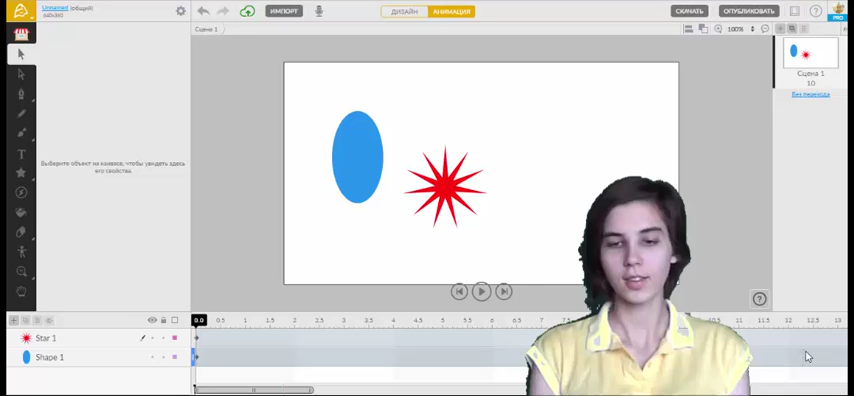 Unnamed (общий)
640x360
ИМПОРТ
ДИЗАЙН АНИМАЦИЯ
СКАЧАТЬ
ОПУБЛИКОВАТЬ
PRO
Сцена 1
100%
Выберите объект на канвасе, чтобы увидеть здесь
его свойства.
Сцена 1
10
Без перехода
0.0 0.5 1 1.5 2 2.5 3 3.5 4 4.5 5 5.5 6 6.5 7 7.5 11 11.5 12 12.5 13
Star 1
Shape 1